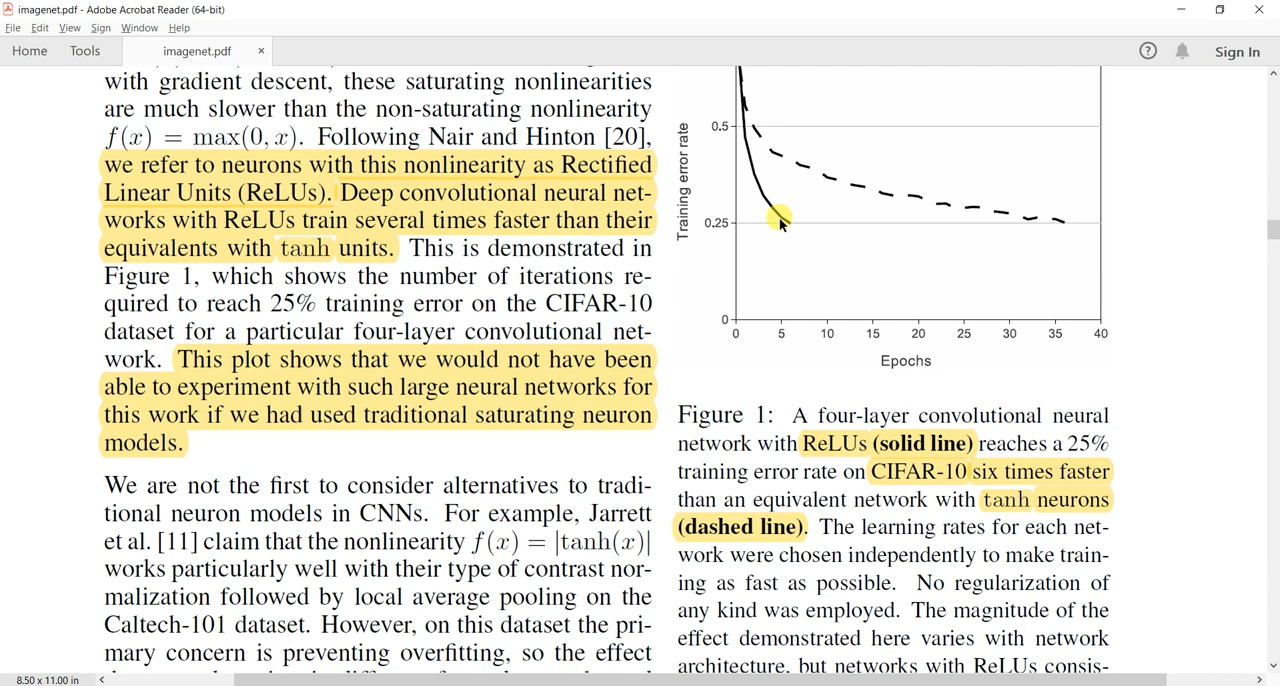 imagenet.pdf - Adobe Acrobat Reader (64-bit)
File Edit View Sign Window Help
Home Tools imagenet.pdf × Sign In
with gradient descent, these saturating nonlinearities
are much slower than the non-saturating nonlinearity
f(x) = max(0, x). Following Nair and Hinton [20],
we refer to neurons with this nonlinearity as Rectified
Linear Units (ReLUs). Deep convolutional neural net-
works with ReLUs train several times faster than their
equivalents with tanh units. This is demonstrated in
Figure 1, which shows the number of iterations re-
quired to reach 25% training error on the CIFAR-10
dataset for a particular four-layer convolutional net-
work. This plot shows that we would not have been
able to experiment with such large neural networks for
this work if we had used traditional saturating neuron
models.
We are not the first to consider alternatives to tradi-
tional neuron models in CNNs. For example, Jarrett
et al. [11] claim that the nonlinearity f(x) = |tanh(x)|
works particularly well with their type of contrast nor-
malization followed by local average pooling on the
Caltech-101 dataset. However, on this dataset the pri-
mary concern is preventing overfitting, so the effect
Training error rate
0.5
0.25
0
0 5 10 15 20 25 30 35 40
Epochs
Figure 1: A four-layer convolutional neural
network with ReLUs (solid line) reaches a 25%
training error rate on CIFAR-10 six times faster
than an equivalent network with tanh neurons
(dashed line). The learning rates for each net-
work were chosen independently to make train-
ing as fast as possible. No regularization of
any kind was employed. The magnitude of the
effect demonstrated here varies with network
architecture, but networks with ReLUs consis-
8.50 x 11.00 in